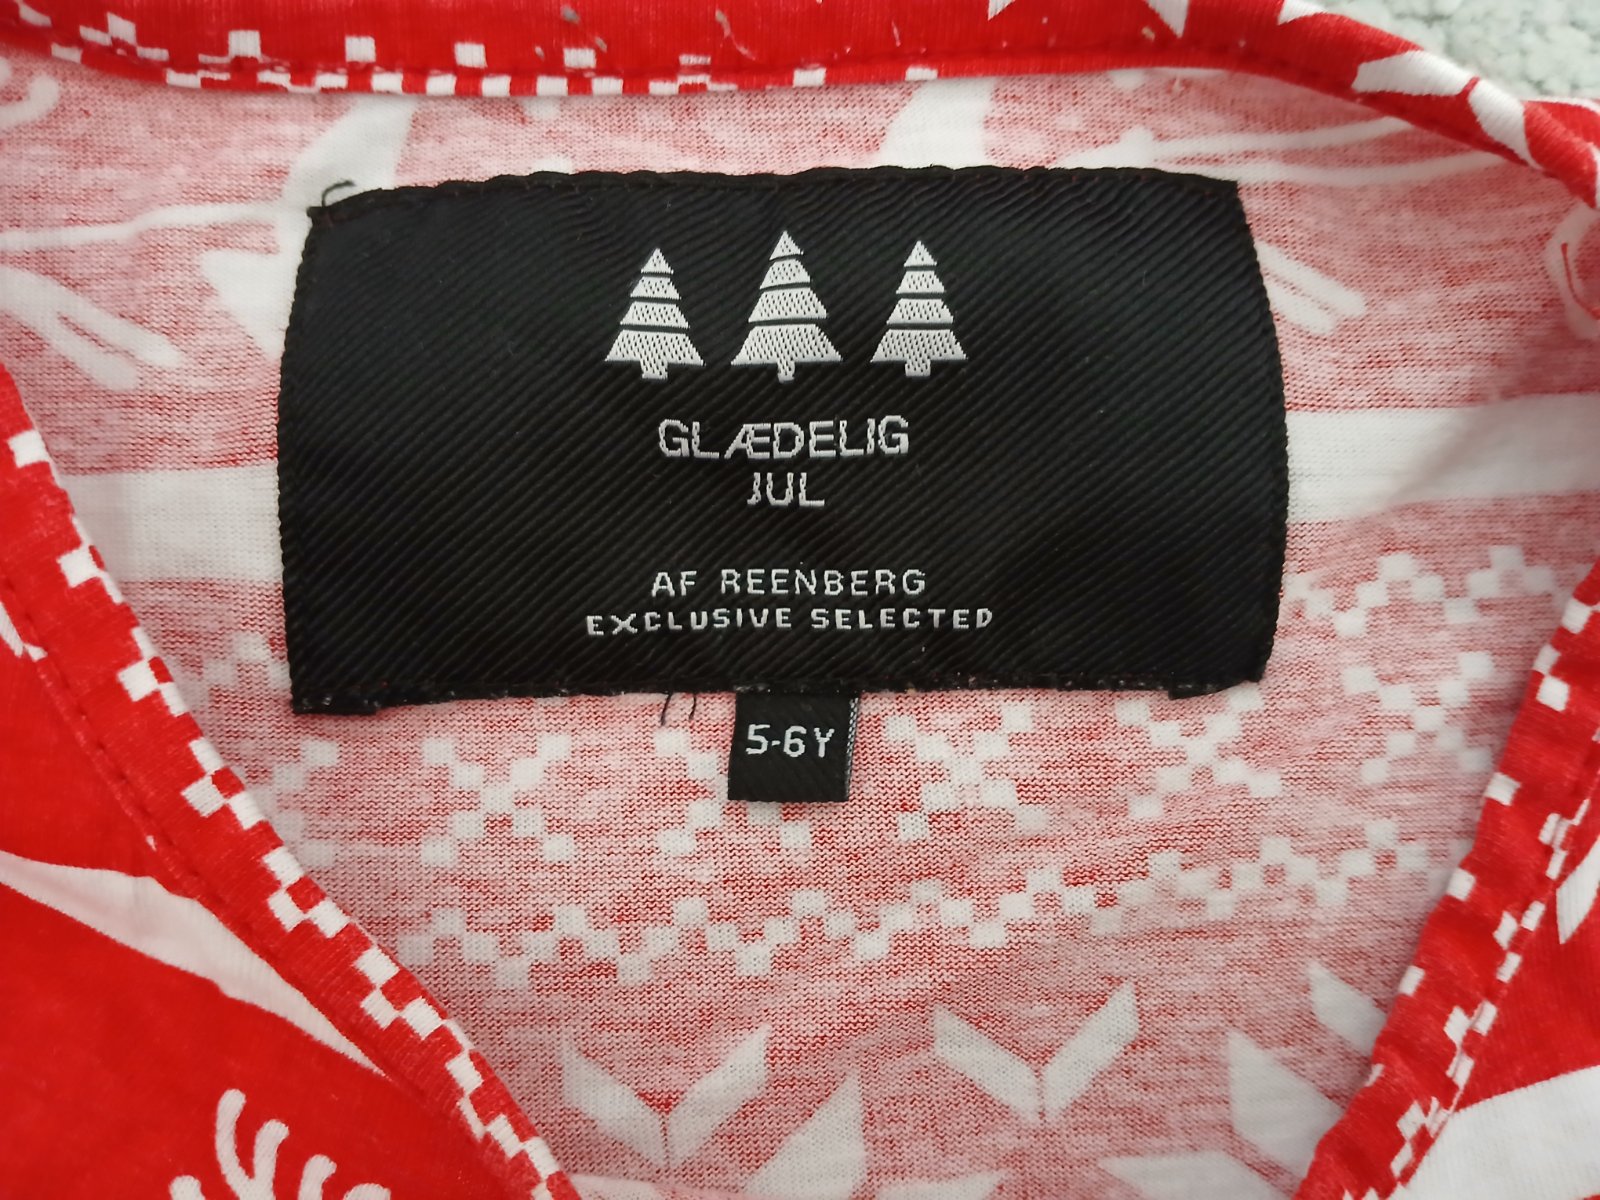 GLÆDELIG
JUL
AF REENBERG
EXCLUSIVE SELECTED
5-6Y